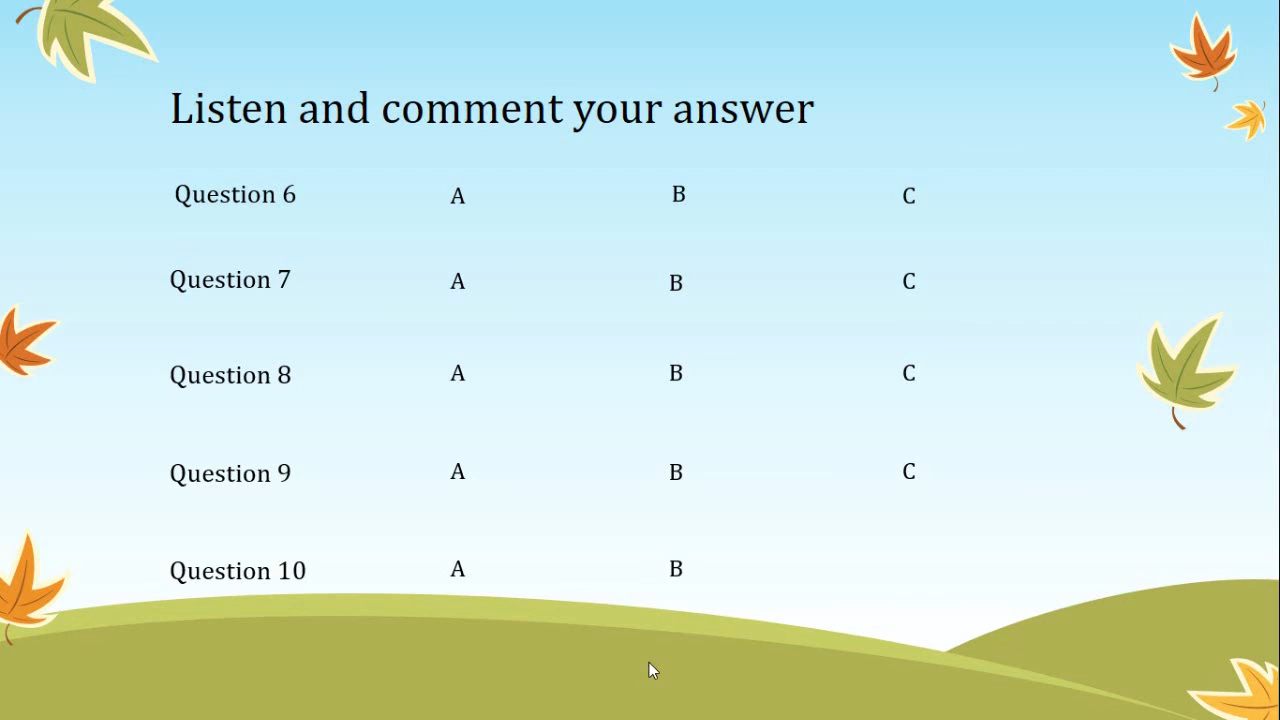 Listen and comment your answer
Question 6 A B C
Question 7 A B C
Question 8 A B C
Question 9 A B C
Question 10 A B